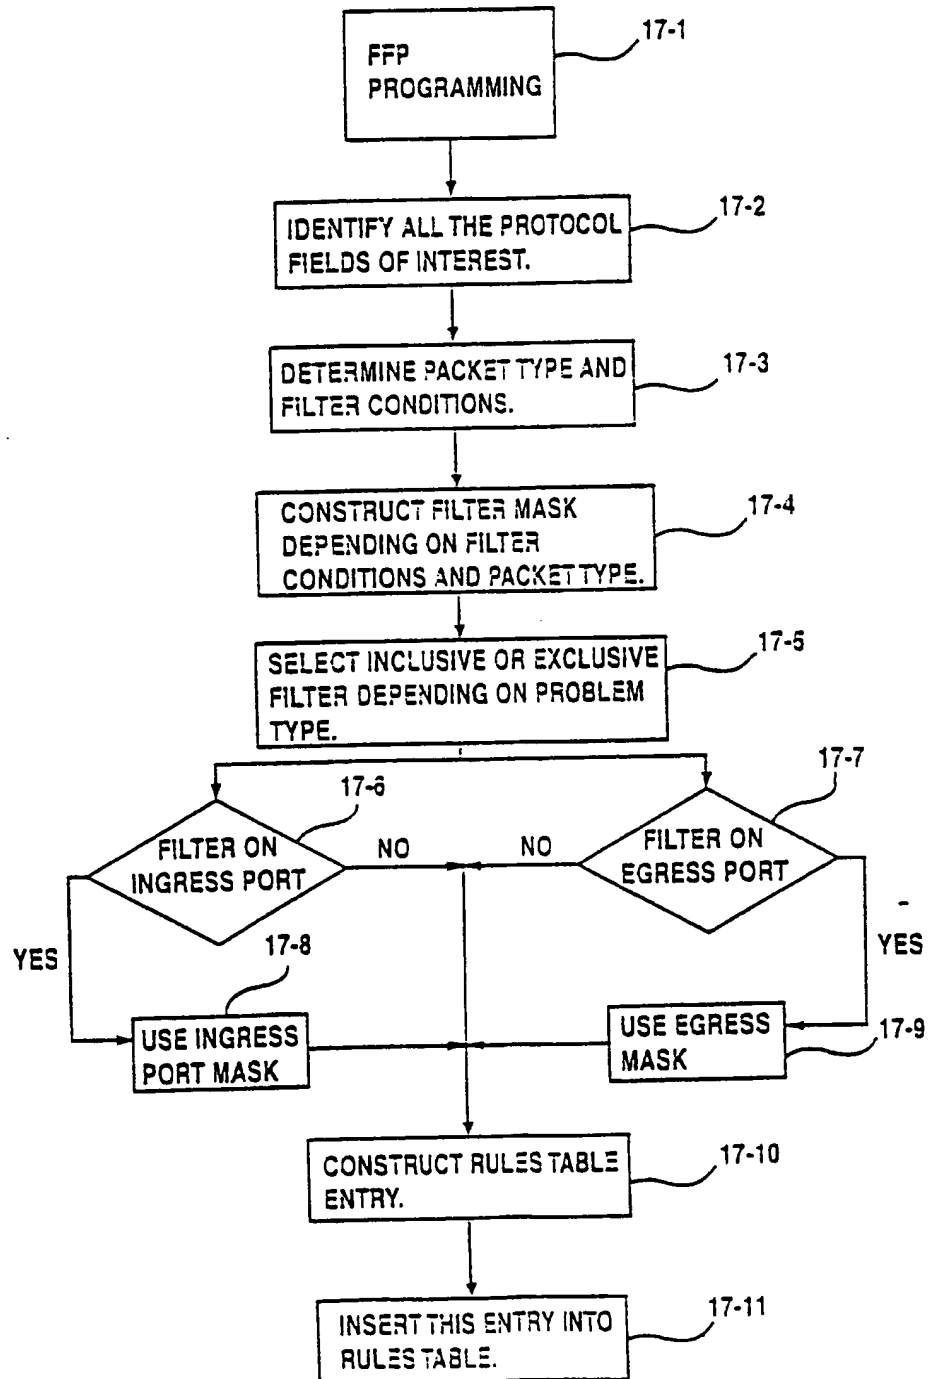 17-1
FFP
PROGRAMMING
17-2
IDENTIFY ALL THE PROTOCOL
FIELDS OF INTEREST.
17-3
DETERMINE PACKET TYPE AND
FILTER CONDITIONS.
17-4
CONSTRUCT FILTER MASK
DEPENDING ON FILTER
CONDITIONS AND PACKET TYPE.
17-5
SELECT INCLUSIVE OR EXCLUSIVE
FILTER DEPENDING ON PROBLEM
TYPE.
17-6
17-7
FILTER ON
INGRESS PORT
NO
NO
FILTER ON
EGRESS PORT
YES
YES
17-8
USE INGRESS
PORT MASK
USE EGRESS
MASK
17-9
CONSTRUCT RULES TABLE
ENTRY.
17-10
17-11
INSERT THIS ENTRY INTO
RULES TABLE.